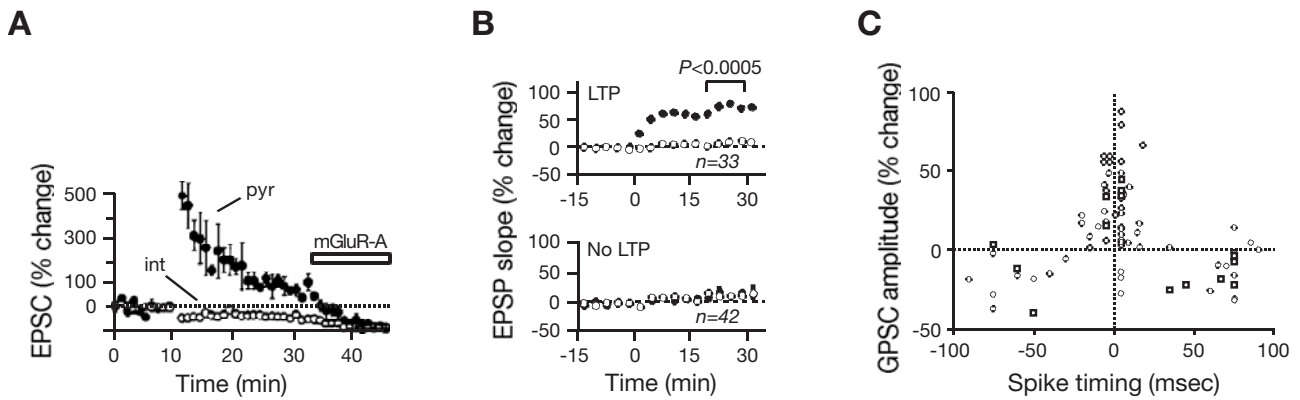 A
EPSC (% change)
500
300
100
0
pyr
int
mGluR-A
0
10
20
30
40
Time (min)
B
EPSP slope (% change)
P<0.0005
100
50
0
-50
LTP
n=33
-15
0
15
30
100
50
0
-50
No LTP
n=42
-15
0
15
30
Time (min)
C
GPSC amplitude (% change)
100
50
0
-50
-100
-50
0
50
100
Spike timing (msec)